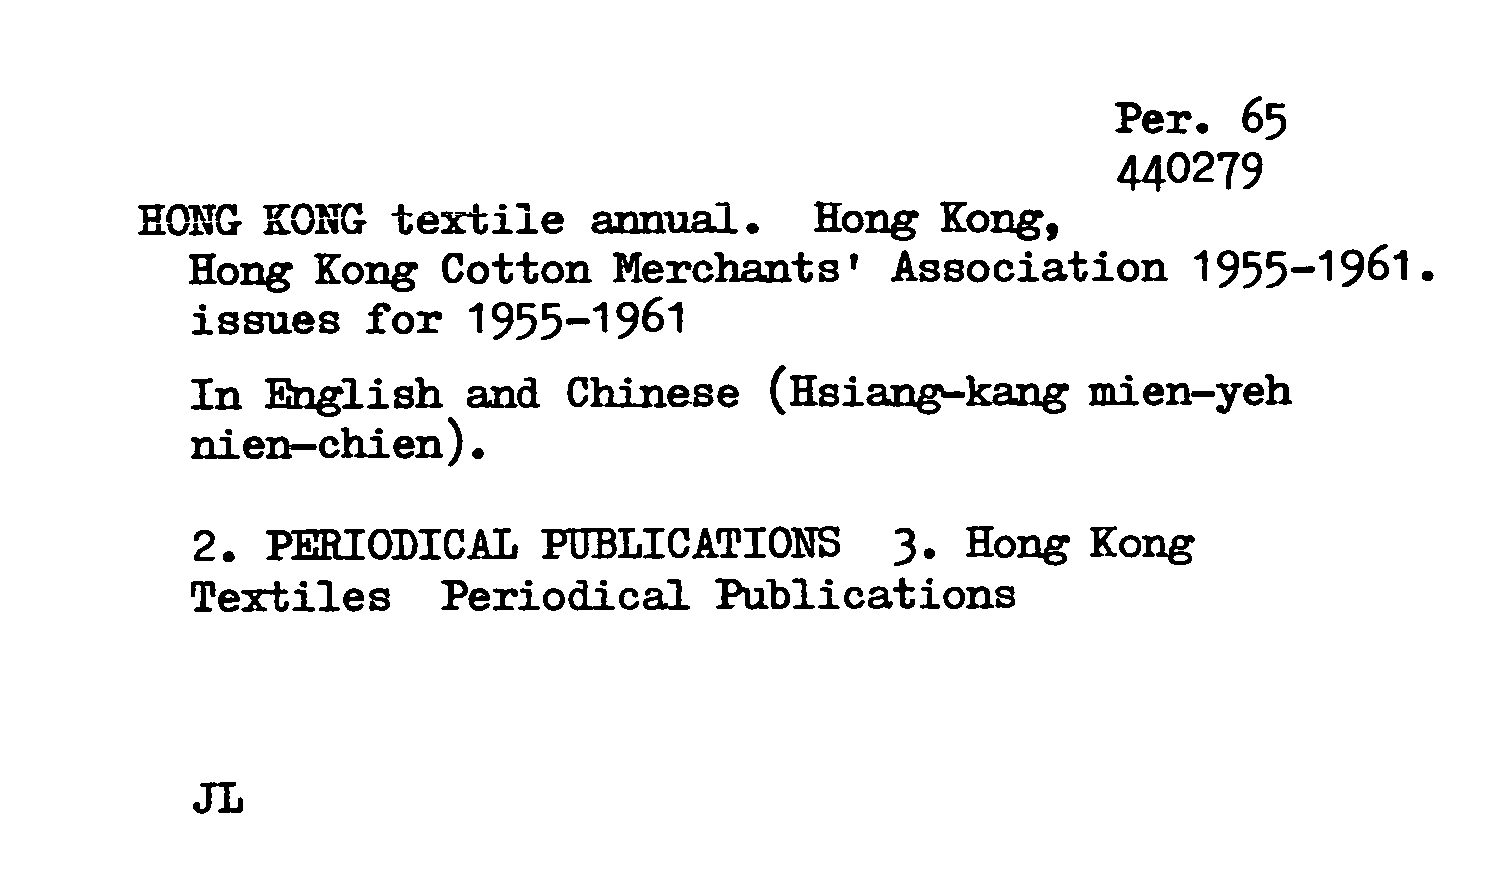 Per. 65
440279
HONG KONG textile annual. Hong Kong,
Hong Kong Cotton Merchants' Association 1955-1961.
issues for 1955-1961
In English and Chinese (Hsiang-kang mien-yeh
nien-chien).
2. PERIODICAL PUBLICATIONS 3. Hong Kong
Textiles Periodical Publications
JL